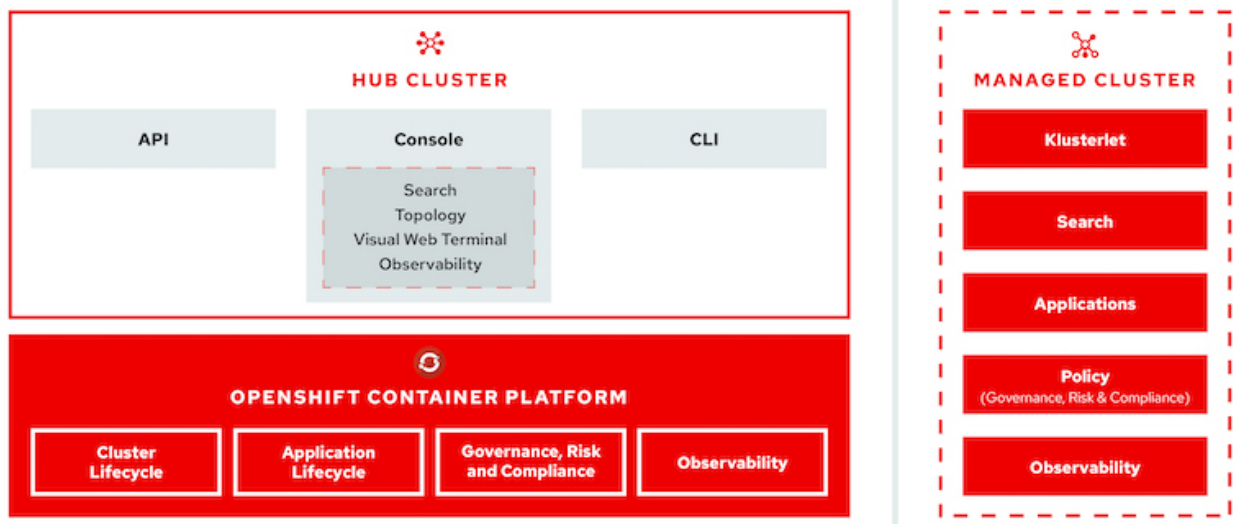 HUB CLUSTER
API
Console
CLI
Search
Topology
Visual Web Terminal
Observability
OPENSHIFT CONTAINER PLATFORM
Cluster
Lifecycle
Application
Lifecycle
Governance, Risk
and Compliance
Observability
MANAGED CLUSTER
Klusterlet
Search
Applications
Policy
(Governance, Risk & Compliance)
Observability